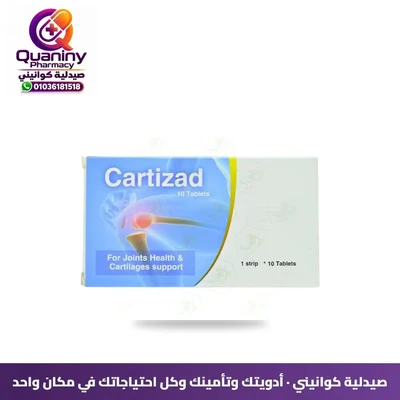 Quaniny
Pharmacy
صيدلية كوانيني
01036181518
Cartizad
10 Tablets
For Joints Health &
Cartilages support
1 strip * 10 Tablets
صيدلية كوانيني - أدويتك وتأمينك وكل احتياجاتك في مكان واحد